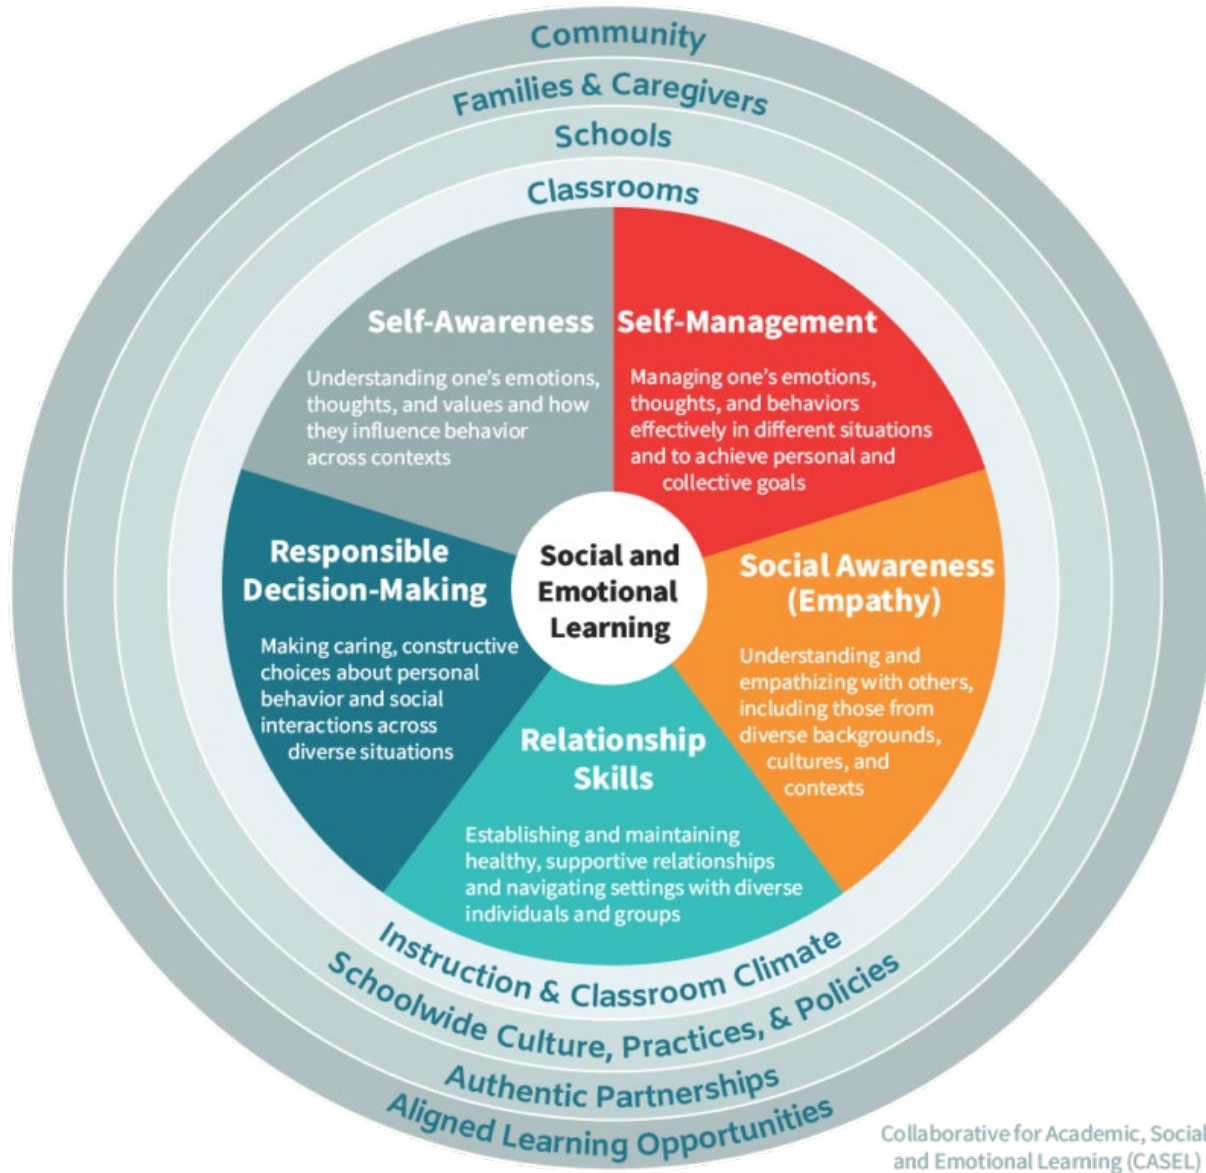 Community
Families & Caregivers
Schools
Classrooms
Self-Awareness
Understanding one’s emotions,
thoughts, and values and how
they influence behavior
across contexts
Self-Management
Managing one’s emotions,
thoughts, and behaviors
effectively in different situations
and to achieve personal and
collective goals
Responsible
Decision-Making
Making caring, constructive
choices about personal
behavior and social
interactions across
diverse situations
Social and
Emotional
Learning
Social Awareness
(Empathy)
Understanding and
empathizing with others,
including those from
diverse backgrounds,
cultures, and
contexts
Relationship
Skills
Establishing and maintaining
healthy, supportive relationships
and navigating settings with diverse
individuals and groups
Instruction & Classroom Climate
Schoolwide Culture, Practices, & Policies
Authentic Partnerships
Aligned Learning Opportunities
Collaborative for Academic, Social
and Emotional Learning (CASEL)